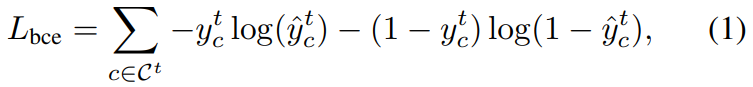 L_bce = ∑_{c∈𝒞^t} −y_c^t log(ŷ_c^t) − (1 − y_c^t) log(1 − ŷ_c^t), (1)